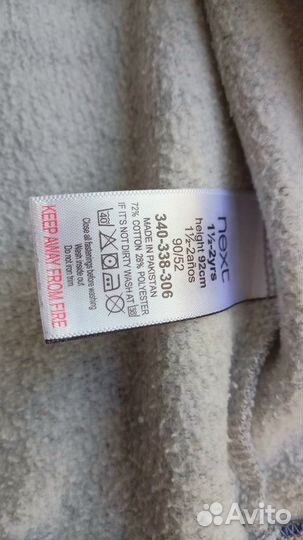 next
1½-2yrs
height 92cm
1½-2años
90/52
340-338-306
MADE IN PAKISTAN
72% COTTON 28% POLYESTER
IF IT'S NOT DIRTY WASH AT 30
40
Close all fastenings before washing
Wash inside out
Do not iron trim
KEEP AWAY FROM FIRE
Avito